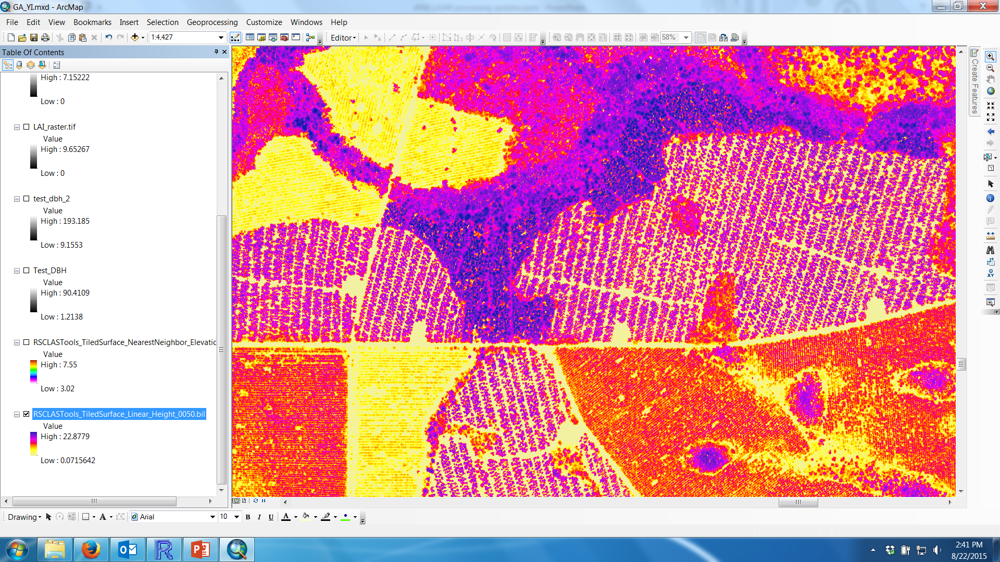 GA_YI.mxd - ArcMap
File Edit View Bookmarks Insert Selection Geoprocessing Customize Windows Help
1:4,427
Editor
58%
Table Of Contents
High : 7.15222
Low : 0
LAI_raster.tif
Value
High : 9.65267
Low : 0
test_dbh_2
Value
High : 193.185
Low : 9.1553
Test_DBH
Value
High : 90.4109
Low : 1.2138
RSCLASTools_TiledSurface_NearestNeighbor_Elevatic
Value
High : 7.55
Low : 3.02
RSCLASTools_TiledSurface_Linear_Height_0050.bil
Value
High : 22.8779
Low : 0.0715642
Create Features
XY
Drawing A Arial 10 B I U A
2:41 PM
8/22/2015